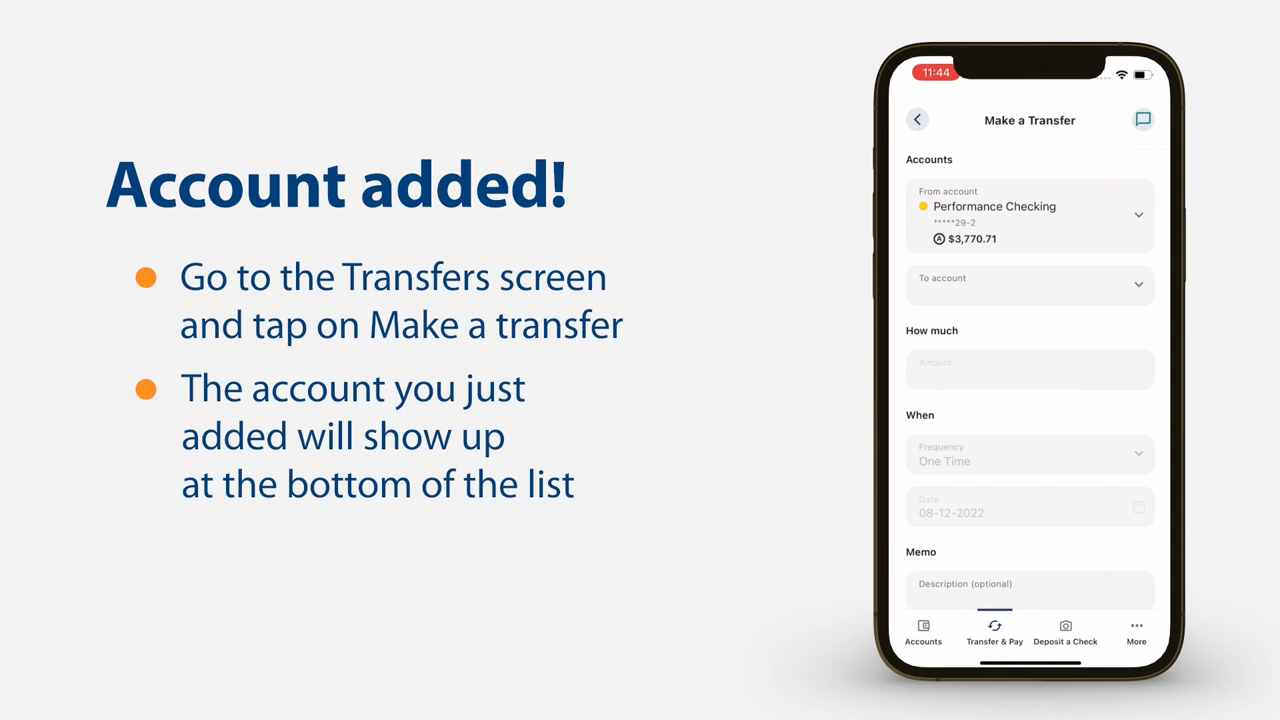 Account added!
Go to the Transfers screen
and tap on Make a transfer
The account you just
added will show up
at the bottom of the list
11:44
Make a Transfer
Accounts
From account
Performance Checking
*****29-2
A $3,770.71
To account
How much
Amount
When
Frequency
One Time
Date
08-12-2022
Memo
Description (optional)
Accounts Transfer & Pay Deposit a Check More